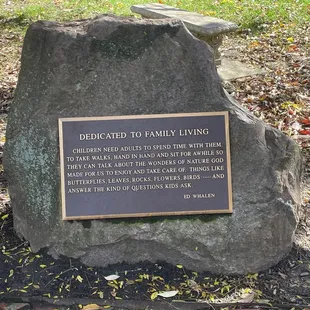 DEDICATED TO FAMILY LIVING
CHILDREN NEED ADULTS TO SPEND TIME WITH THEM
TO TAKE WALKS, HAND IN HAND AND SIT FOR AWHILE SO
THEY CAN TALK ABOUT THE WONDERS OF NATURE GOD
MADE FOR US TO ENJOY AND TAKE CARE OF. THINGS LIKE
BUTTERFLIES, LEAVES, ROCKS, FLOWERS, BIRDS ---- AND
ANSWER THE KIND OF QUESTIONS KIDS ASK.
ED WHALEN